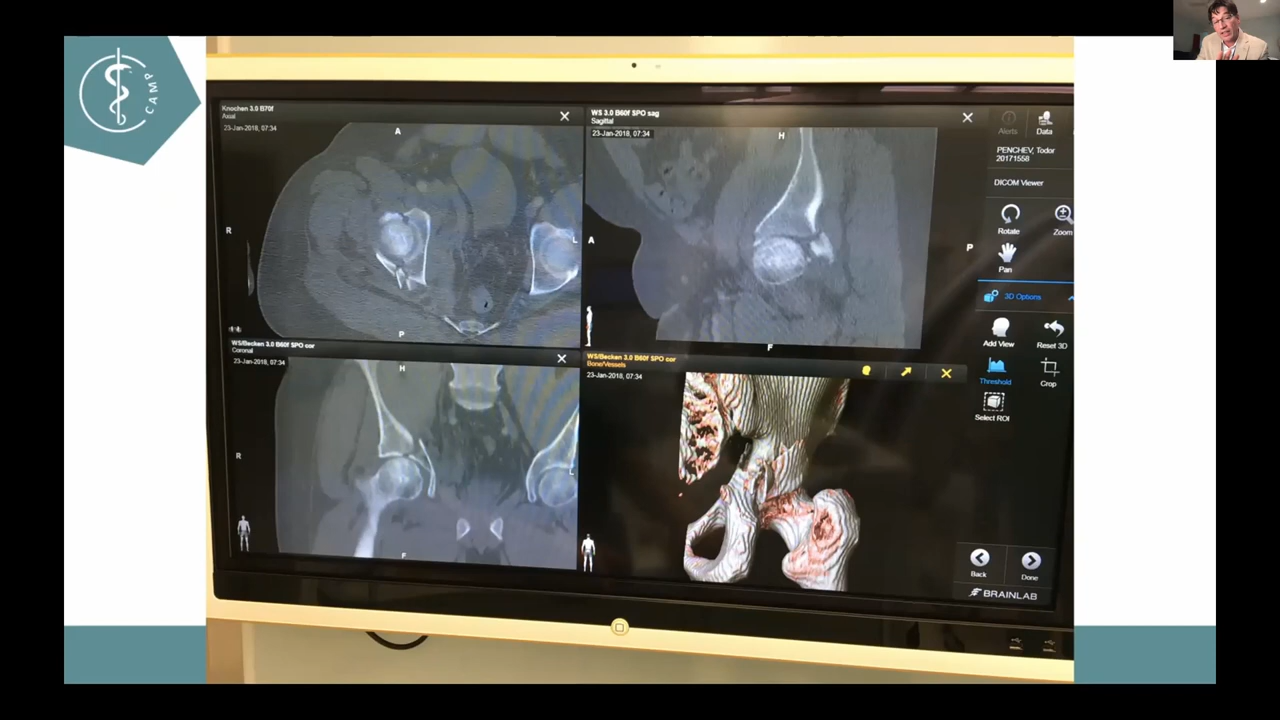 CAMP
Knochen 3.0 B70f
Axial
23-Jan-2018, 07:34
A
R
L
P
WS 3.0 B60f SPO sag
Sagittal
23-Jan-2018, 07:34
H
A
P
F
WS/Becken 3.0 B60f SPO cor
Coronal
23-Jan-2018, 07:34
H
R
L
F
WS/Becken 3.0 B60f SPO cor
Bone/Vessels
23-Jan-2018, 07:34
Alerts
Data
PENCHEV, Todor
20171558
DICOM Viewer
Rotate
Zoom
Pan
3D Options
Add View
Reset 3D
Threshold
Crop
Select ROI
Back
Done
BRAINLAB